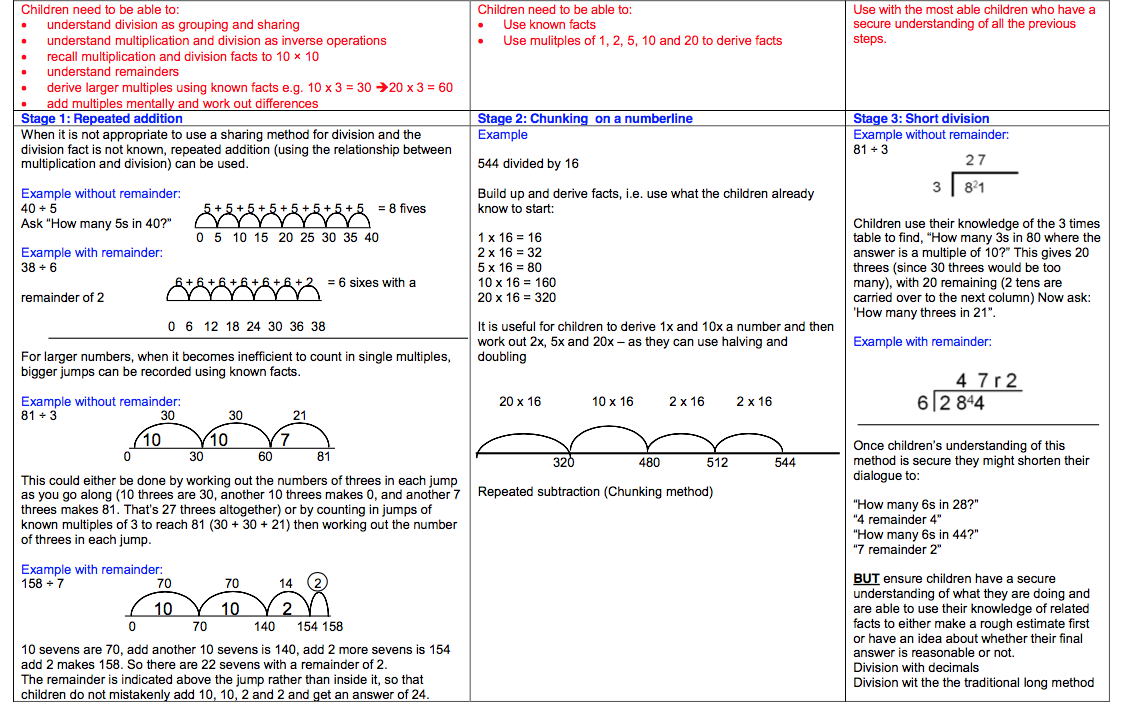 Children need to be able to:
• understand division as grouping and sharing
• understand multiplication and division as inverse operations
• recall multiplication and division facts to 10 × 10
• understand remainders
• derive larger multiples using known facts e.g. 10 x 3 = 30 ➔20 x 3 = 60
• add multiples mentally and work out differences
Children need to be able to:
• Use known facts
• Use mulitples of 1, 2, 5, 10 and 20 to derive facts
Use with the most able children who have a
secure understanding of all the previous
steps.
Stage 1: Repeated addition
When it is not appropriate to use a sharing method for division and the
division fact is not known, repeated addition (using the relationship between
multiplication and division) can be used.
Example without remainder:
40 ÷ 5
Ask “How many 5s in 40?”
5 + 5 + 5 + 5 + 5 + 5 + 5 + 5 = 8 fives
0 5 10 15 20 25 30 35 40
Example with remainder:
38 ÷ 6
6 + 6 + 6 + 6 + 6 + 6 + 2 = 6 sixes with a
remainder of 2
0 6 12 18 24 30 36 38
For larger numbers, when it becomes inefficient to count in single multiples,
bigger jumps can be recorded using known facts.
Example without remainder:
81 ÷ 3
30 30 21
10 10 7
0 30 60 81
This could either be done by working out the numbers of threes in each jump
as you go along (10 threes are 30, another 10 threes makes 0, and another 7
threes makes 81. That’s 27 threes altogether) or by counting in jumps of
known multiples of 3 to reach 81 (30 + 30 + 21) then working out the number
of threes in each jump.
Example with remainder:
158 ÷ 7
70 70 14 2
10 10 2
0 70 140 154 158
10 sevens are 70, add another 10 sevens is 140, add 2 more sevens is 154
add 2 makes 158. So there are 22 sevens with a remainder of 2.
The remainder is indicated above the jump rather than inside it, so that
children do not mistakenly add 10, 10, 2 and 2 and get an answer of 24.
Stage 2: Chunking on a numberline
Example
544 divided by 16
Build up and derive facts, i.e. use what the children already
know to start:
1 x 16 = 16
2 x 16 = 32
5 x 16 = 80
10 x 16 = 160
20 x 16 = 320
It is useful for children to derive 1x and 10x a number and then
work out 2x, 5x and 20x – as they can use halving and
doubling
20 x 16 10 x 16 2 x 16 2 x 16
320 480 512 544
Repeated subtraction (Chunking method)
Stage 3: Short division
Example without remainder:
81 ÷ 3
27
3 8²1
Children use their knowledge of the 3 times
table to find, “How many 3s in 80 where the
answer is a multiple of 10?” This gives 20
threes (since 30 threes would be too
many), with 20 remaining (2 tens are
carried over to the next column) Now ask:
'How many threes in 21”.
Example with remainder:
4 7 r 2
6 2 8⁴4
Once children’s understanding of this
method is secure they might shorten their
dialogue to:
“How many 6s in 28?”
“4 remainder 4”
“How many 6s in 44?”
“7 remainder 2”
BUT ensure children have a secure
understanding of what they are doing and
are able to use their knowledge of related
facts to either make a rough estimate first
or have an idea about whether their final
answer is reasonable or not.
Division with decimals
Division wit the the traditional long method